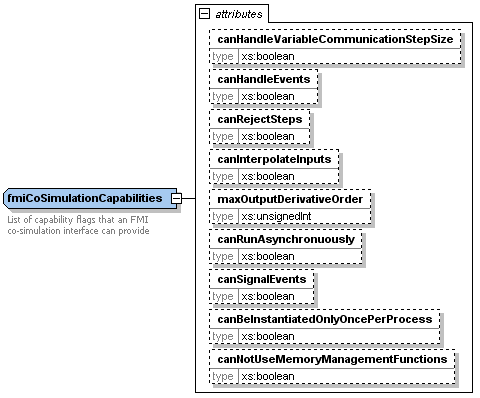 attributes
canHandleVariableCommunicationStepSize
type xs:boolean
canHandleEvents
type xs:boolean
canRejectSteps
type xs:boolean
canInterpolateInputs
type xs:boolean
fmiCoSimulationCapabilities
List of capability flags that an FMI
co-simulation interface can provide
maxOutputDerivativeOrder
type xs:unsignedInt
canRunAsynchronuously
type xs:boolean
canSignalEvents
type xs:boolean
canBeInstantiatedOnlyOncePerProcess
type xs:boolean
canNotUseMemoryManagementFunctions
type xs:boolean